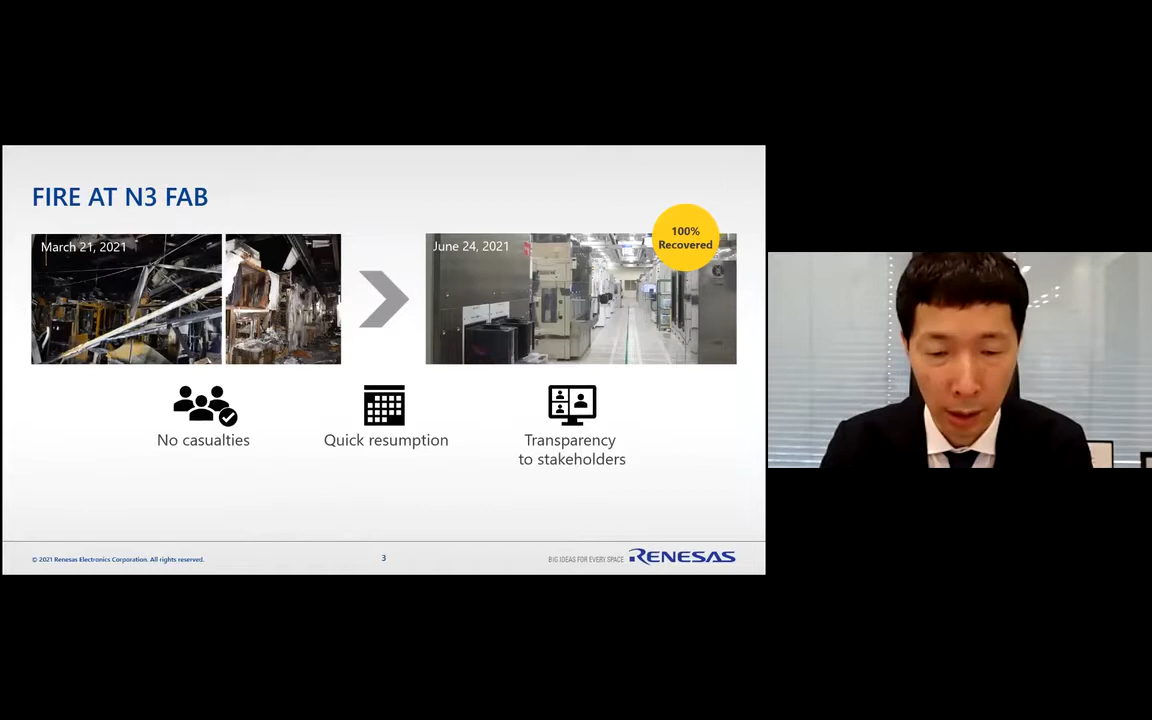 FIRE AT N3 FAB
March 21, 2021
June 24, 2021
100%
Recovered
No casualties
Quick resumption
Transparency
to stakeholders
© 2021 Renesas Electronics Corporation. All rights reserved.
3
BIG IDEAS FOR EVERY SPACE
RENESAS